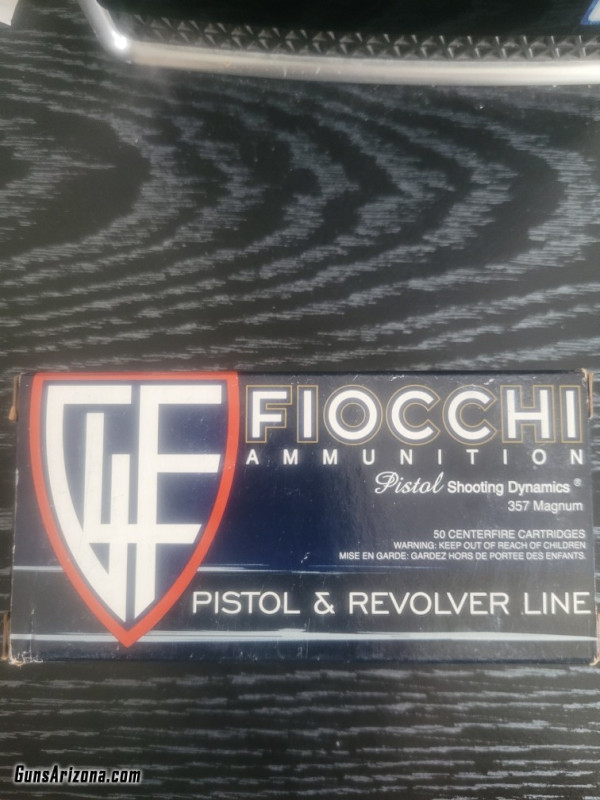 GLF
FIOCCHI
AMMUNITION
Pistol Shooting Dynamics ®
357 Magnum
50 CENTERFIRE CARTRIDGES
WARNING: KEEP OUT OF REACH OF CHILDREN
MISE EN GARDE: GARDEZ HORS DE PORTEE DES ENFANTS.
PISTOL & REVOLVER LINE
GunsArizona.com